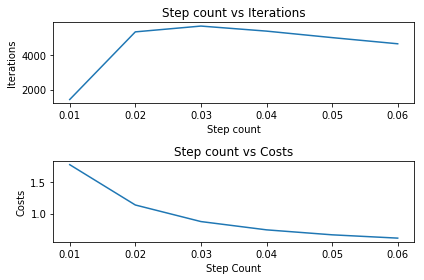 Step count vs Iterations
Iterations
4000
2000
0.01 0.02 0.03 0.04 0.05 0.06
Step count
Step count vs Costs
Costs
1.5
1.0
0.01 0.02 0.03 0.04 0.05 0.06
Step Count